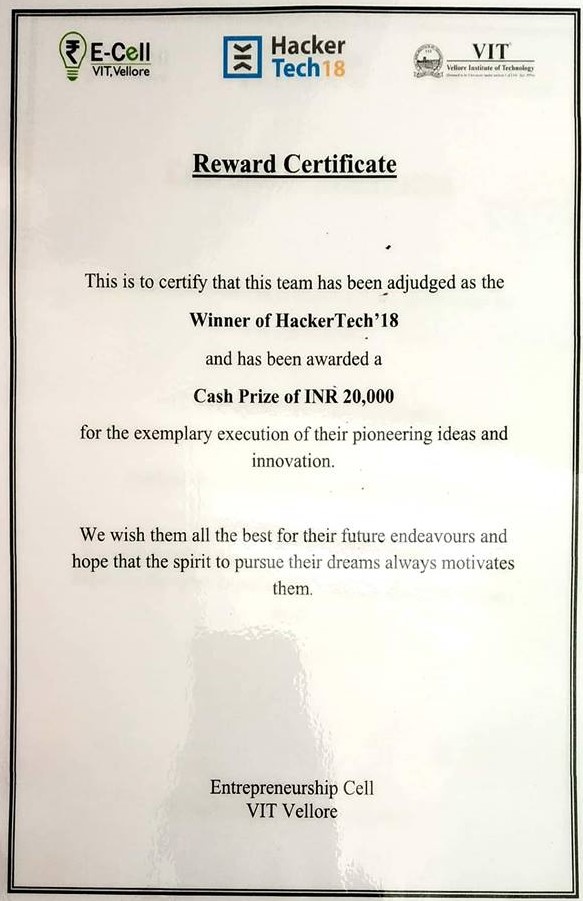 E-Cell
VIT, Vellore
Hacker
Tech18
VIT
Vellore Institute of Technology
Reward Certificate
This is to certify that this team has been adjudged as the
Winner of HackerTech'18
and has been awarded a
Cash Prize of INR 20,000
for the exemplary execution of their pioneering ideas and
innovation.
We wish them all the best for their future endeavours and
hope that the spirit to pursue their dreams always motivates
them.
Entrepreneurship Cell
VIT Vellore